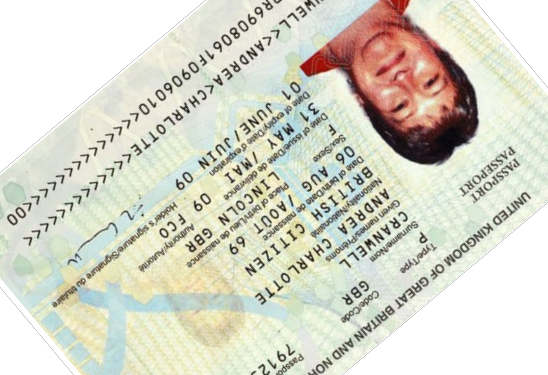 UNITED KINGDOM OF GREAT BRITAIN AND NOR
PASSPORT
PASSEPORT
Type/Type Code/Code Passpo
P GBR 7912
Surname/Nom
CRANWELL
Given names/Prénoms
ANDREA CHARLOTTE
Nationality/Nationalité
BRITISH CITIZEN
Date of birth/Date de naissance
06 AUG /AOUT 69
Sex/Sexe Place of birth/Lieu de naissance
F LINCOLN GBR
Date of issue/Date de délivrance Authority/Autorité
31 MAY /MAI 09 FCO
Date of expiry/Date d'expiration Holder's signature/Signature du titulaire
01 JUNE/JUIN 09
NWELL<<ANDREA<CHARLOTTE<<<<<<<<<
R6908061F0906010<<<<<<<<<<<<<<00